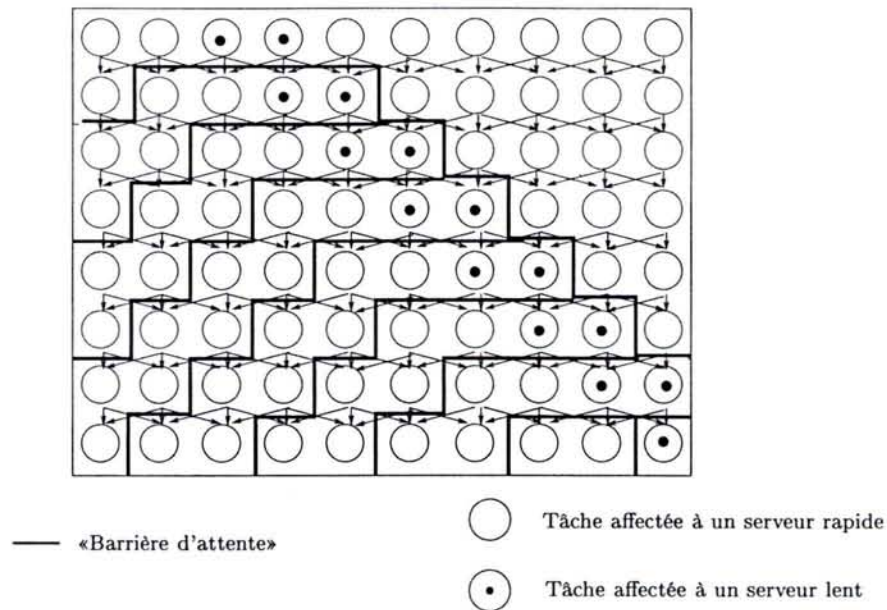 Tâche affectée à un serveur rapide
«Barrière d'attente»
Tâche affectée à un serveur lent